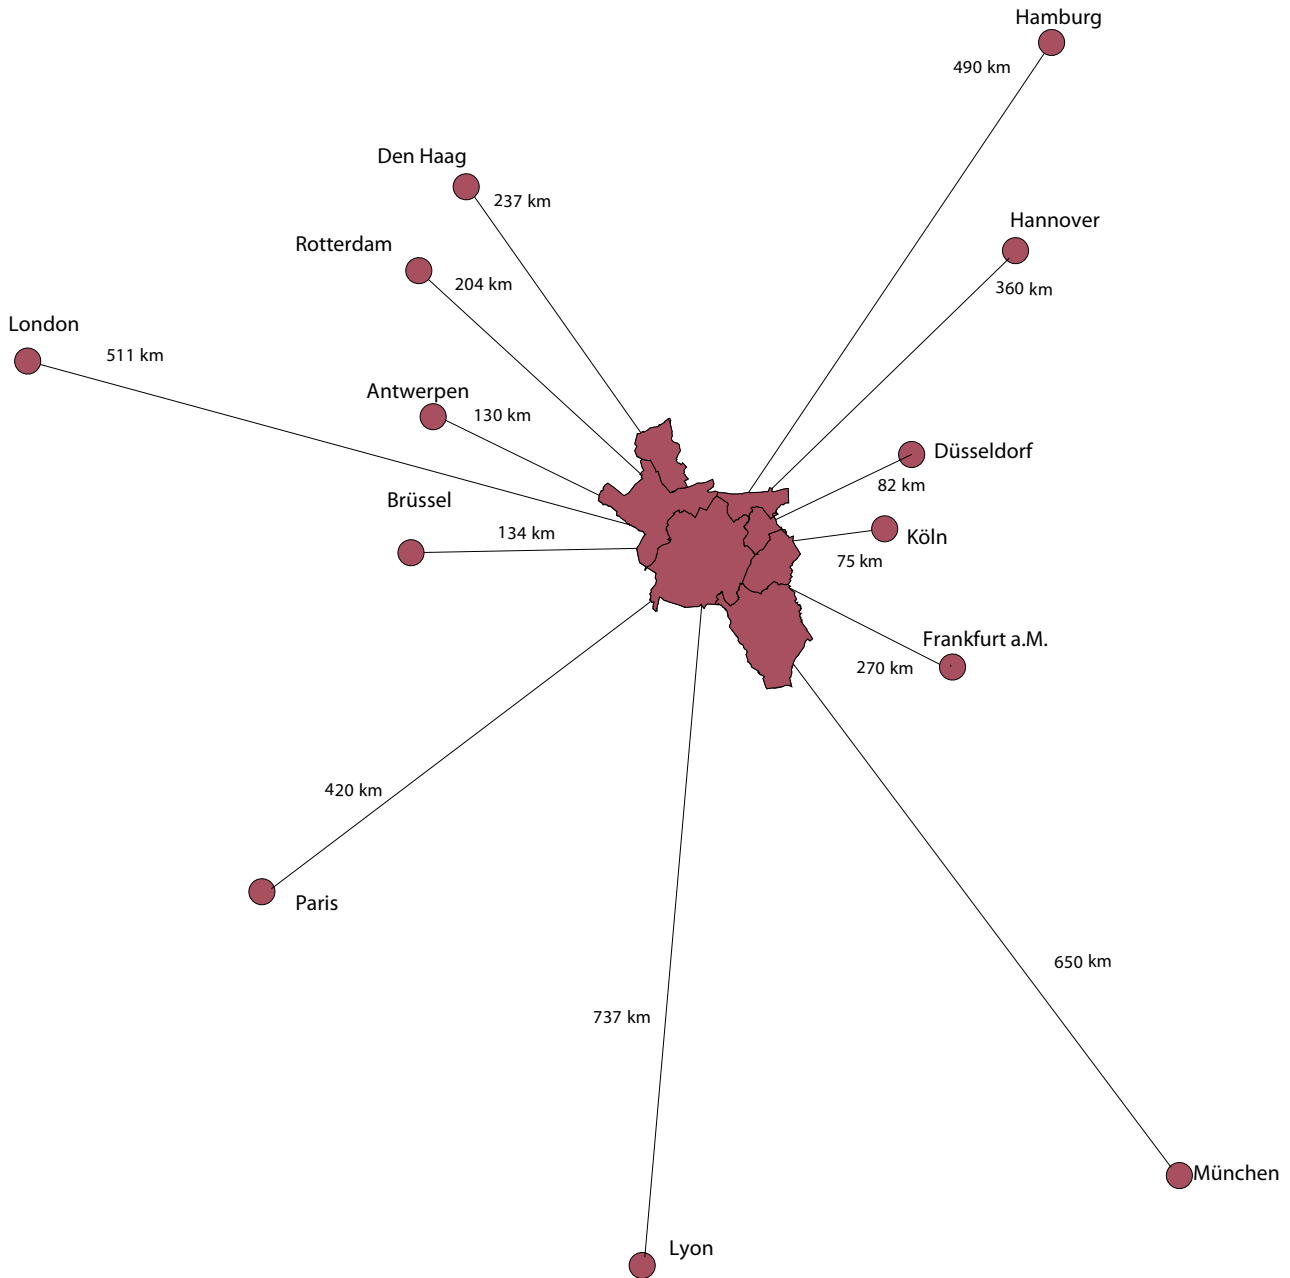 Hamburg
490 km
Den Haag
237 km
Hannover
Rotterdam
204 km
360 km
London
511 km
Antwerpen
130 km
Düsseldorf
82 km
Brüssel
134 km
Köln
75 km
Frankfurt a.M.
270 km
420 km
Paris
650 km
737 km
München
Lyon